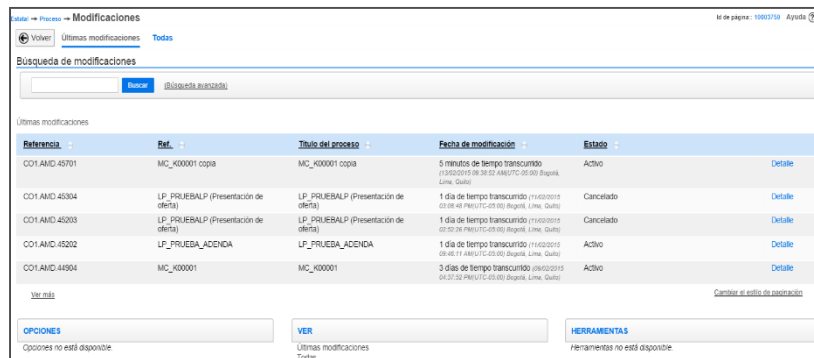 Estatal → Proceso → Modificaciones
Id de página:: 10003750 Ayuda
Volver Últimas modificaciones Todas
Búsqueda de modificaciones
Buscar (Búsqueda avanzada)
Últimas modificaciones
Referencia Ref. Título del proceso Fecha de modificación Estado
CO1.AMD.45701 MC_K00001 copia MC_K00001 copia 5 minutos de tiempo transcurrido Activo Detalle
(13/02/2015 08:38:52 AM(UTC-05:00) Bogotá,
Lima, Quito)
CO1.AMD.45304 LP_PRUEBALP (Presentación de LP_PRUEBALP (Presentación de 1 día de tiempo transcurrido (11/02/2015 Cancelado Detalle
oferta) oferta) 03:08:48 PM(UTC-05:00) Bogotá, Lima, Quito)
CO1.AMD.45203 LP_PRUEBALP (Presentación de LP_PRUEBALP (Presentación de 1 día de tiempo transcurrido (11/02/2015 Cancelado Detalle
oferta) oferta) 02:52:26 PM(UTC-05:00) Bogotá, Lima, Quito)
CO1.AMD.45202 LP_PRUEBA_ADENDA LP_PRUEBA_ADENDA 1 día de tiempo transcurrido (11/02/2015 Activo Detalle
09:46:11 AM(UTC-05:00) Bogotá, Lima, Quito)
CO1.AMD.44904 MC_K00001 MC_K00001 3 días de tiempo transcurrido (09/02/2015 Activo Detalle
04:37:52 PM(UTC-05:00) Bogotá, Lima, Quito)
Ver más Cambiar el estilo de paginación
OPCIONES VER HERRAMIENTAS
Opciones no está disponible. Últimas modificaciones Herramientas no está disponible.
Todas